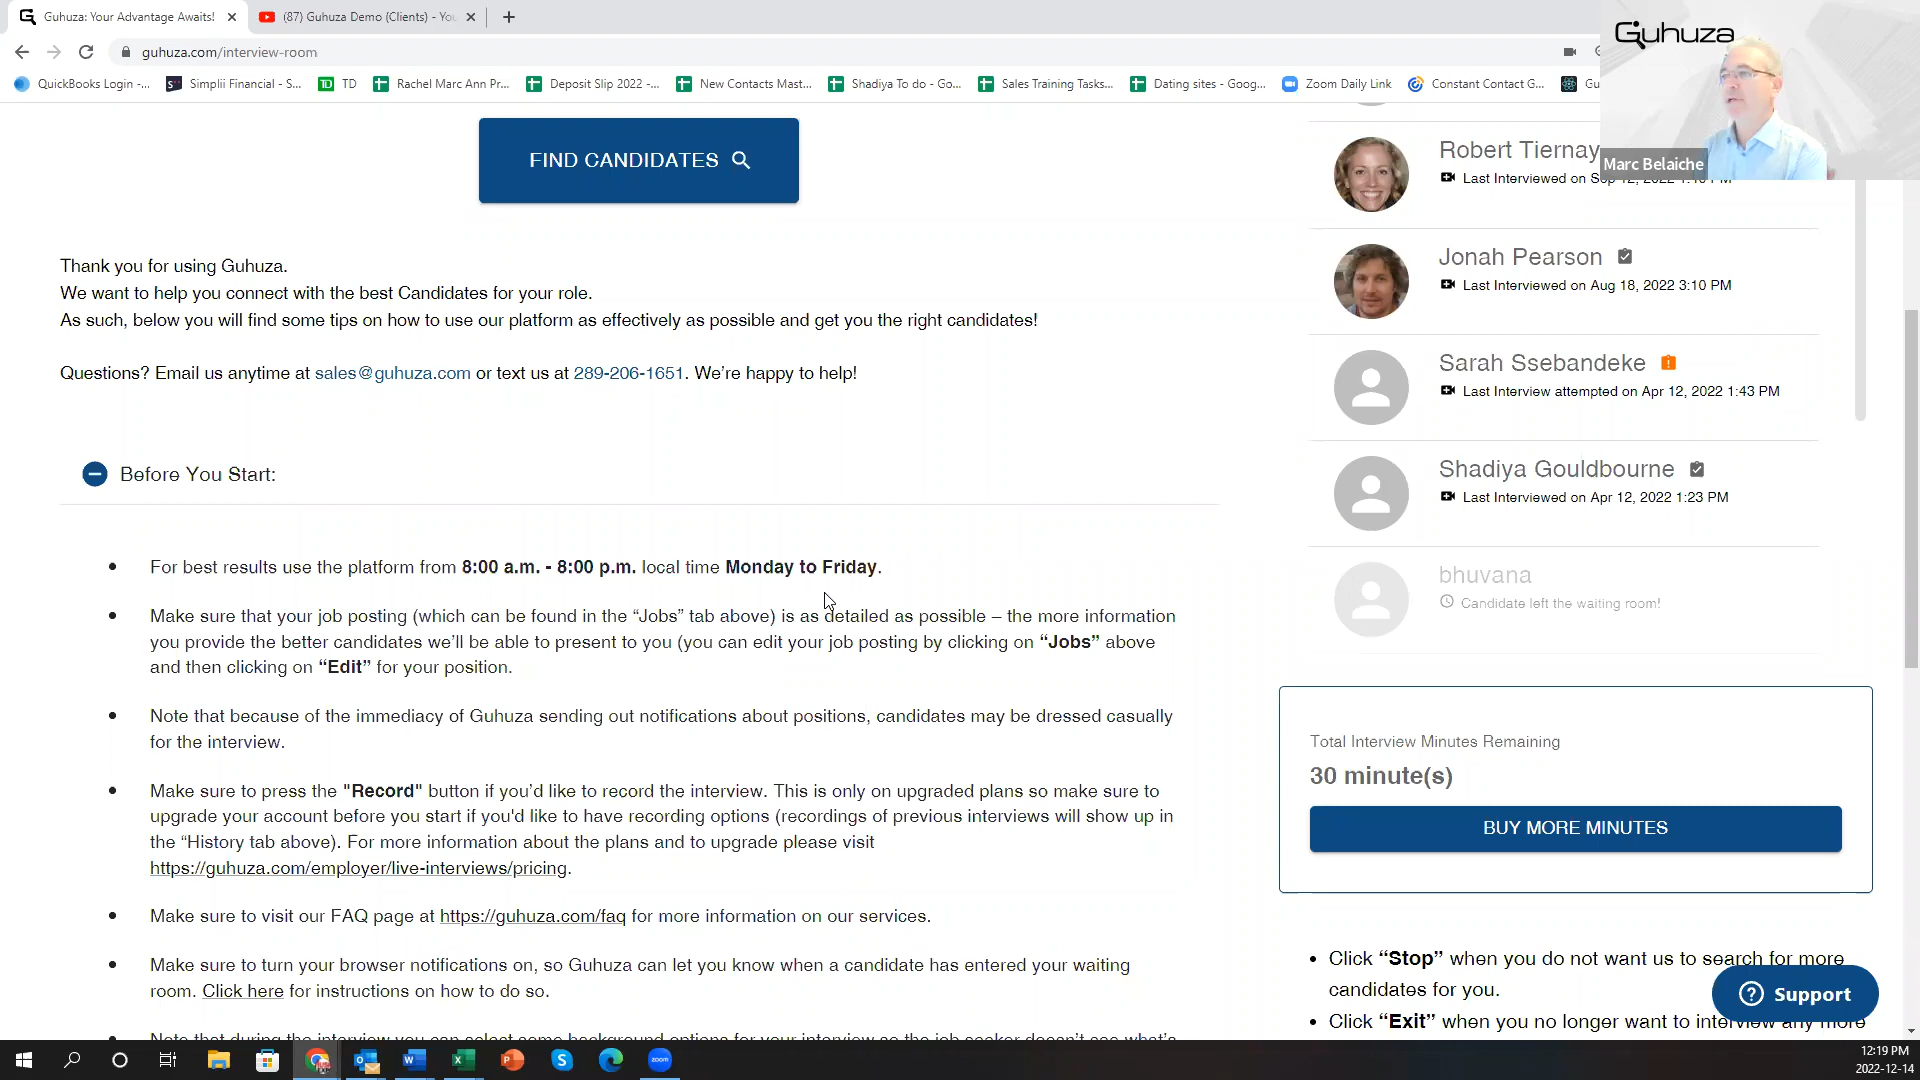 Guhuza: Your Advantage Awaits!
(87) Guhuza Demo (Clients) - You
guhuza.com/interview-room
QuickBooks Login -...
Simplii Financial - S...
TD
Rachel Marc Ann Pr...
Deposit Slip 2022 -...
New Contacts Mast...
Shadiya To do - Go...
Sales Training Tasks...
Dating sites - Goog...
Zoom Daily Link
Constant Contact G...
Gu
Guhuza
Marc Belaiche
FIND CANDIDATES
Thank you for using Guhuza.
We want to help you connect with the best Candidates for your role.
As such, below you will find some tips on how to use our platform as effectively as possible and get you the right candidates!
Questions? Email us anytime at sales@guhuza.com or text us at 289-206-1651. We're happy to help!
Before You Start:
• For best results use the platform from 8:00 a.m. - 8:00 p.m. local time Monday to Friday.
• Make sure that your job posting (which can be found in the “Jobs” tab above) is as detailed as possible – the more information
you provide the better candidates we’ll be able to present to you (you can edit your job posting by clicking on “Jobs” above
and then clicking on “Edit” for your position.
• Note that because of the immediacy of Guhuza sending out notifications about positions, candidates may be dressed casually
for the interview.
• Make sure to press the "Record" button if you’d like to record the interview. This is only on upgraded plans so make sure to
upgrade your account before you start if you'd like to have recording options (recordings of previous interviews will show up in
the “History tab above). For more information about the plans and to upgrade please visit
https://guhuza.com/employer/live-interviews/pricing.
• Make sure to visit our FAQ page at https://guhuza.com/faq for more information on our services.
• Make sure to turn your browser notifications on, so Guhuza can let you know when a candidate has entered your waiting
room. Click here for instructions on how to do so.
• Note that during the interview you can select some background options for your interview so the job seeker doesn't see what's
Robert Tiernay
Last Interviewed on Sep 12, 2022 1:10 PM
Jonah Pearson
Last Interviewed on Aug 18, 2022 3:10 PM
Sarah Ssebandeke
Last Interview attempted on Apr 12, 2022 1:43 PM
Shadiya Gouldbourne
Last Interviewed on Apr 12, 2022 1:23 PM
bhuvana
Candidate left the waiting room!
Total Interview Minutes Remaining
30 minute(s)
BUY MORE MINUTES
• Click “Stop” when you do not want us to search for more
candidates for you.
• Click “Exit” when you no longer want to interview any more
Support
zoom
12:19 PM
2022-12-14